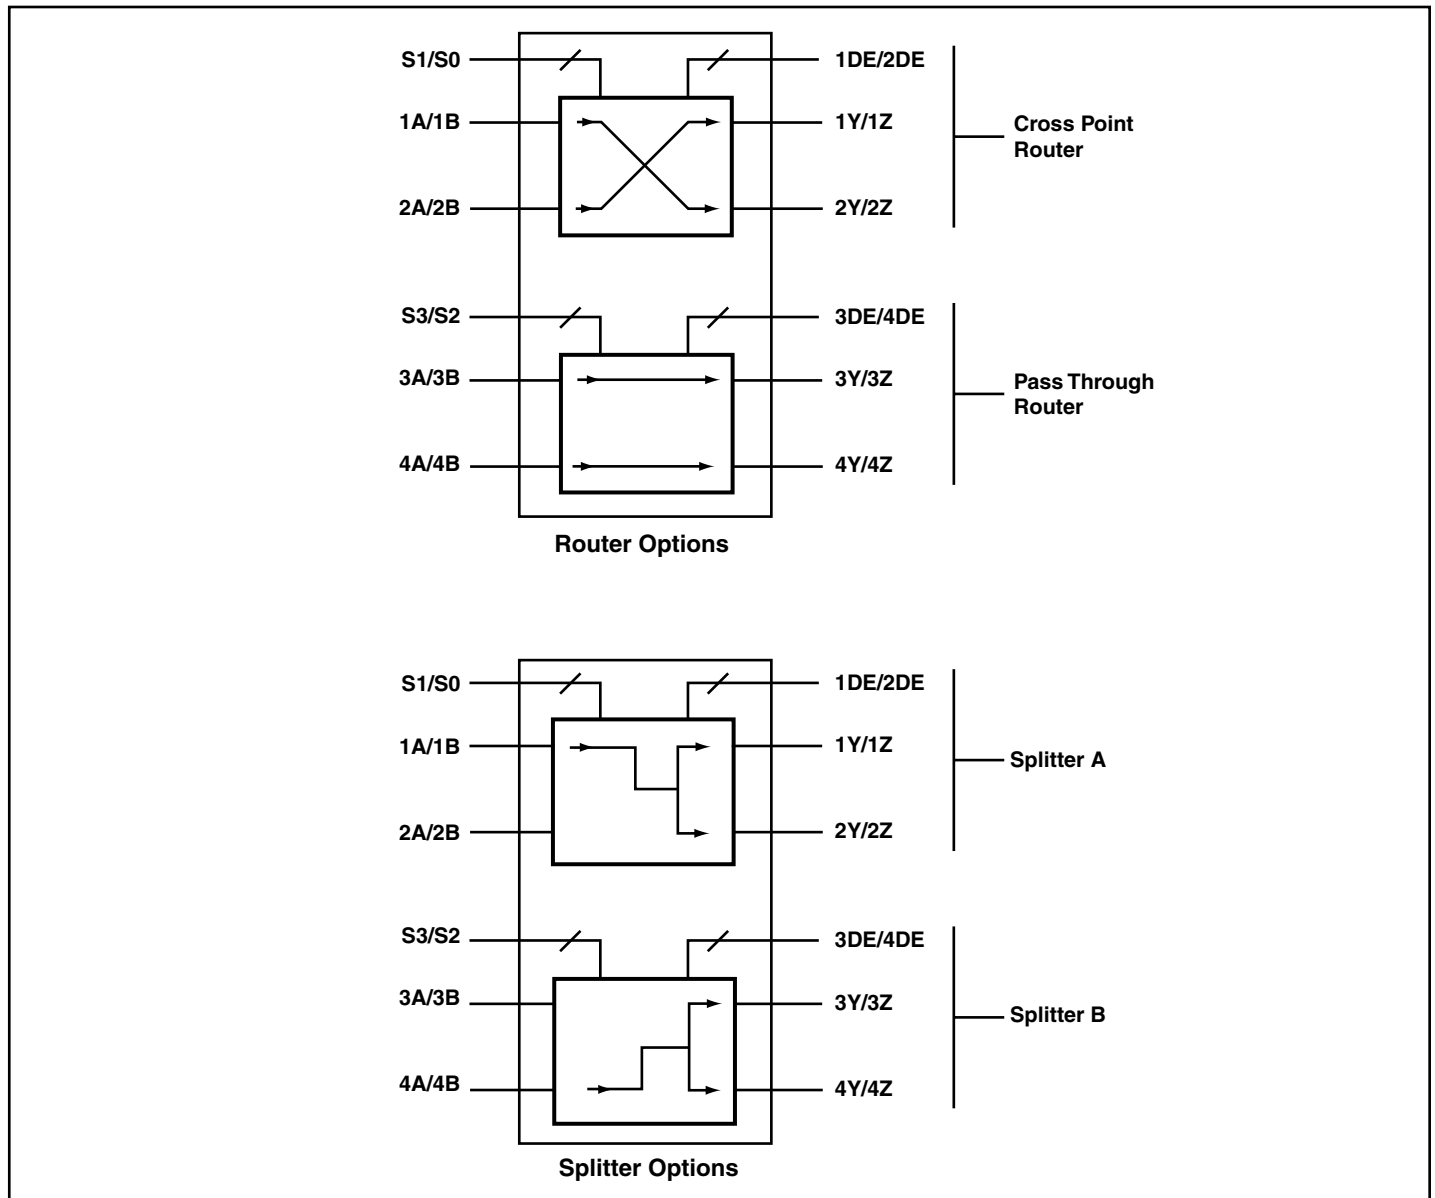 S1/S0
1DE/2DE
1A/1B
1Y/1Z
Cross Point
Router
2A/2B
2Y/2Z
S3/S2
3DE/4DE
3A/3B
3Y/3Z
Pass Through
Router
4A/4B
4Y/4Z
Router Options
S1/S0
1DE/2DE
1A/1B
1Y/1Z
Splitter A
2A/2B
2Y/2Z
S3/S2
3DE/4DE
3A/3B
3Y/3Z
Splitter B
4A/4B
4Y/4Z
Splitter Options